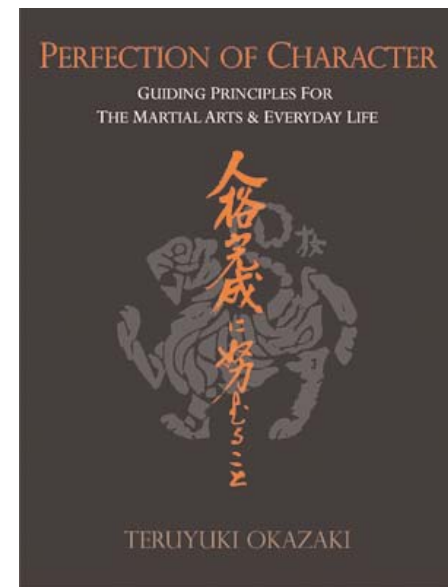 PERFECTION OF CHARACTER
GUIDING PRINCIPLES FOR
THE MARTIAL ARTS & EVERYDAY LIFE
人格完成に努むること
TERUYUKI OKAZAKI